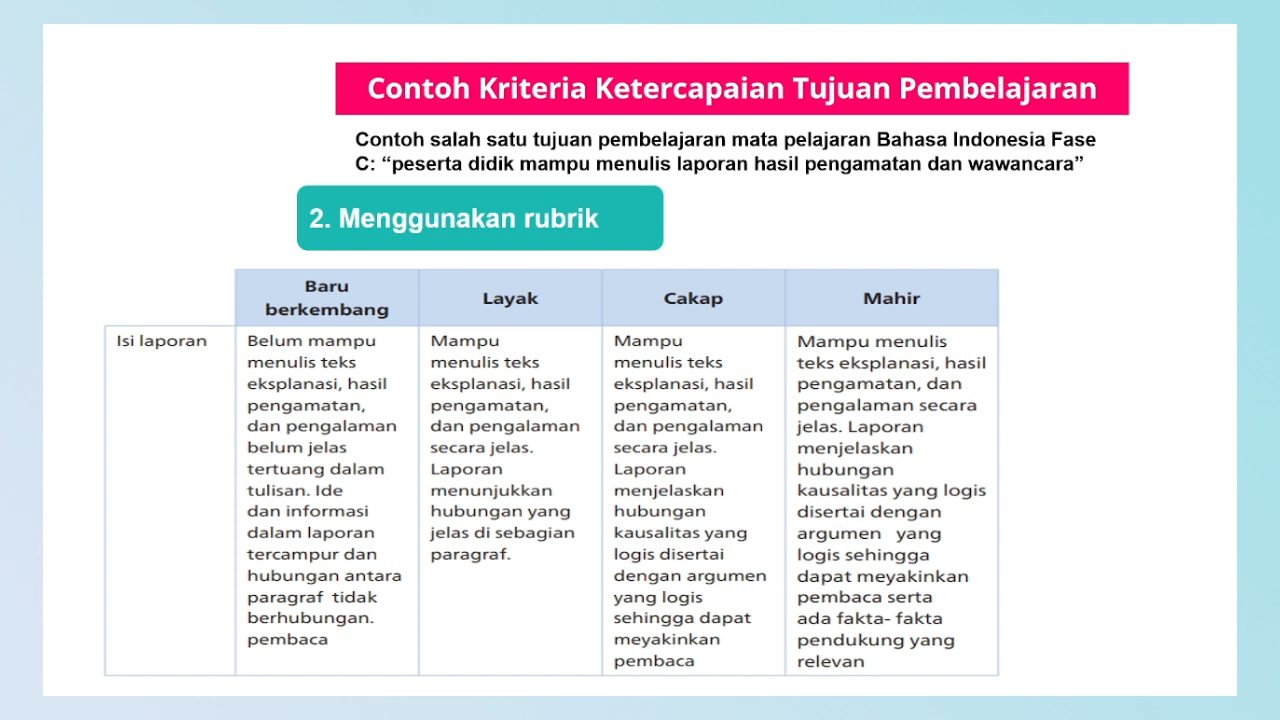 Contoh Kriteria Ketercapaian Tujuan Pembelajaran
Contoh salah satu tujuan pembelajaran mata pelajaran Bahasa Indonesia Fase
C: “peserta didik mampu menulis laporan hasil pengamatan dan wawancara”
2. Menggunakan rubrik
Baru
berkembang
Layak
Cakap
Mahir
Isi laporan
Belum mampu
menulis teks
eksplanasi, hasil
pengamatan,
dan pengalaman
belum jelas
tertuang dalam
tulisan. Ide
dan informasi
dalam laporan
tercampur dan
hubungan antara
paragraf tidak
berhubungan.
pembaca
Mampu
menulis teks
eksplanasi, hasil
pengamatan,
dan pengalaman
secara jelas.
Laporan
menunjukkan
hubungan yang
jelas di sebagian
paragraf.
Mampu
menulis teks
eksplanasi, hasil
pengamatan,
dan pengalaman
secara jelas.
Laporan
menjelaskan
hubungan
kausalitas yang
logis disertai
dengan argumen
yang logis
sehingga dapat
meyakinkan
pembaca
Mampu menulis
teks eksplanasi, hasil
pengamatan, dan
pengalaman secara
jelas. Laporan
menjelaskan
hubungan
kausalitas yang logis
disertai dengan
argumen yang
logis sehingga
dapat meyakinkan
pembaca serta
ada fakta- fakta
pendukung yang
relevan